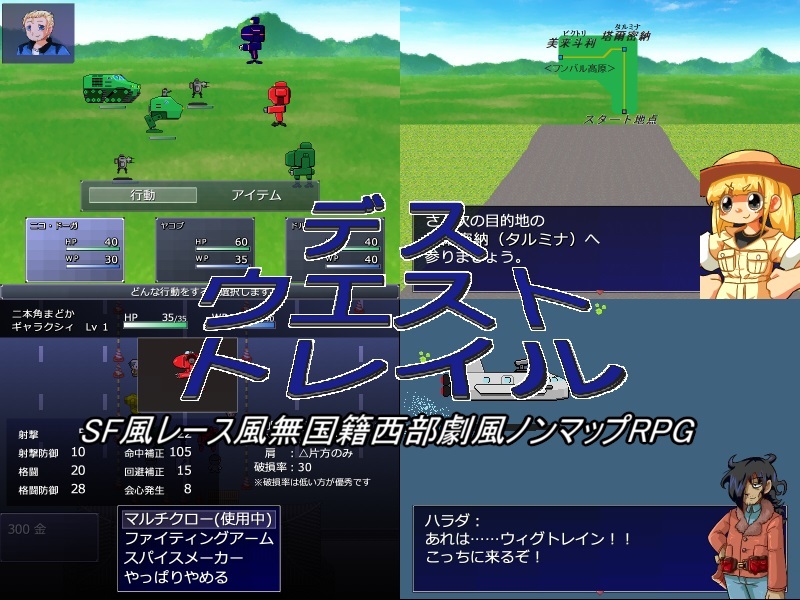 行動
アイテム
ニコ・ドーガ
HP 40
WP 30
ヤコブ
HP 60
WP 35
HP 40
WP 40
どんな行動をする
選択します
ビクトリ
美来斗利
タルミナ
塔爾密納
<フンバル高原>
スタート地点
次の目的地の
密納(タルミナ)へ
参りましょう。
デス
ウエスト
トレイル
SF風レース風無国籍西部劇風ノンマップRPG
二本角まどか
ギャラクシィ Lv 1
HP 35/35
射撃
射撃防御 10
格闘 20
格闘防御 28
命中補正 105
回避補正 15
会心発生 8
肩 : △片方のみ
破損率:30
※破損率は低い方が優秀です
300 金
マルチクロー(使用中)
ファイティングアーム
スパイスメーカー
やっぱりやめる
ハラダ:
あれは……ウィグトレイン!!
こっちに来るぞ!